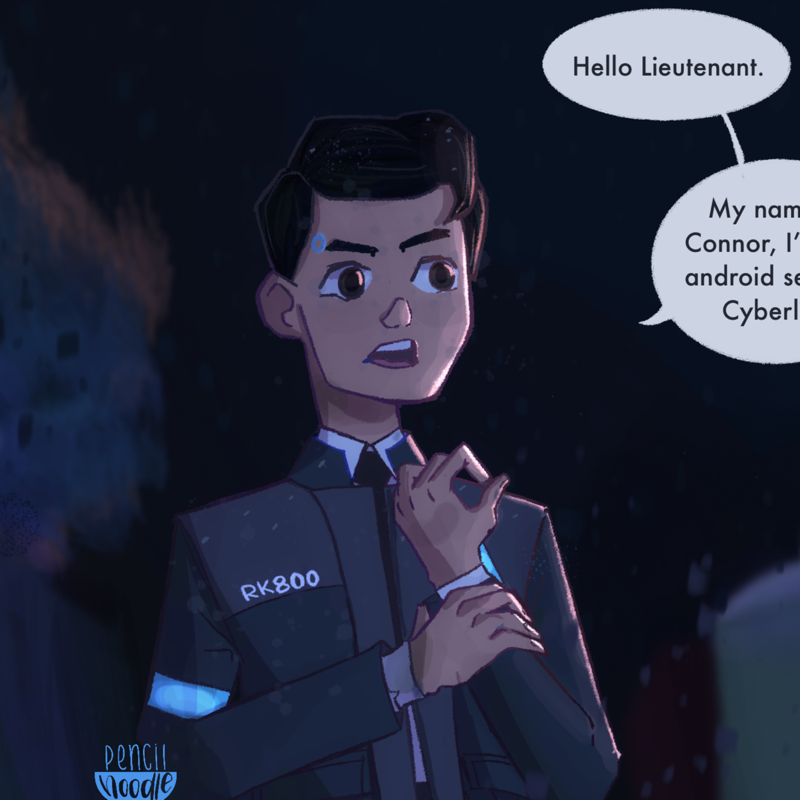 Hello Lieutenant.
My nam
Connor, I'
android se
Cyberl
RK800
pencil
noodle